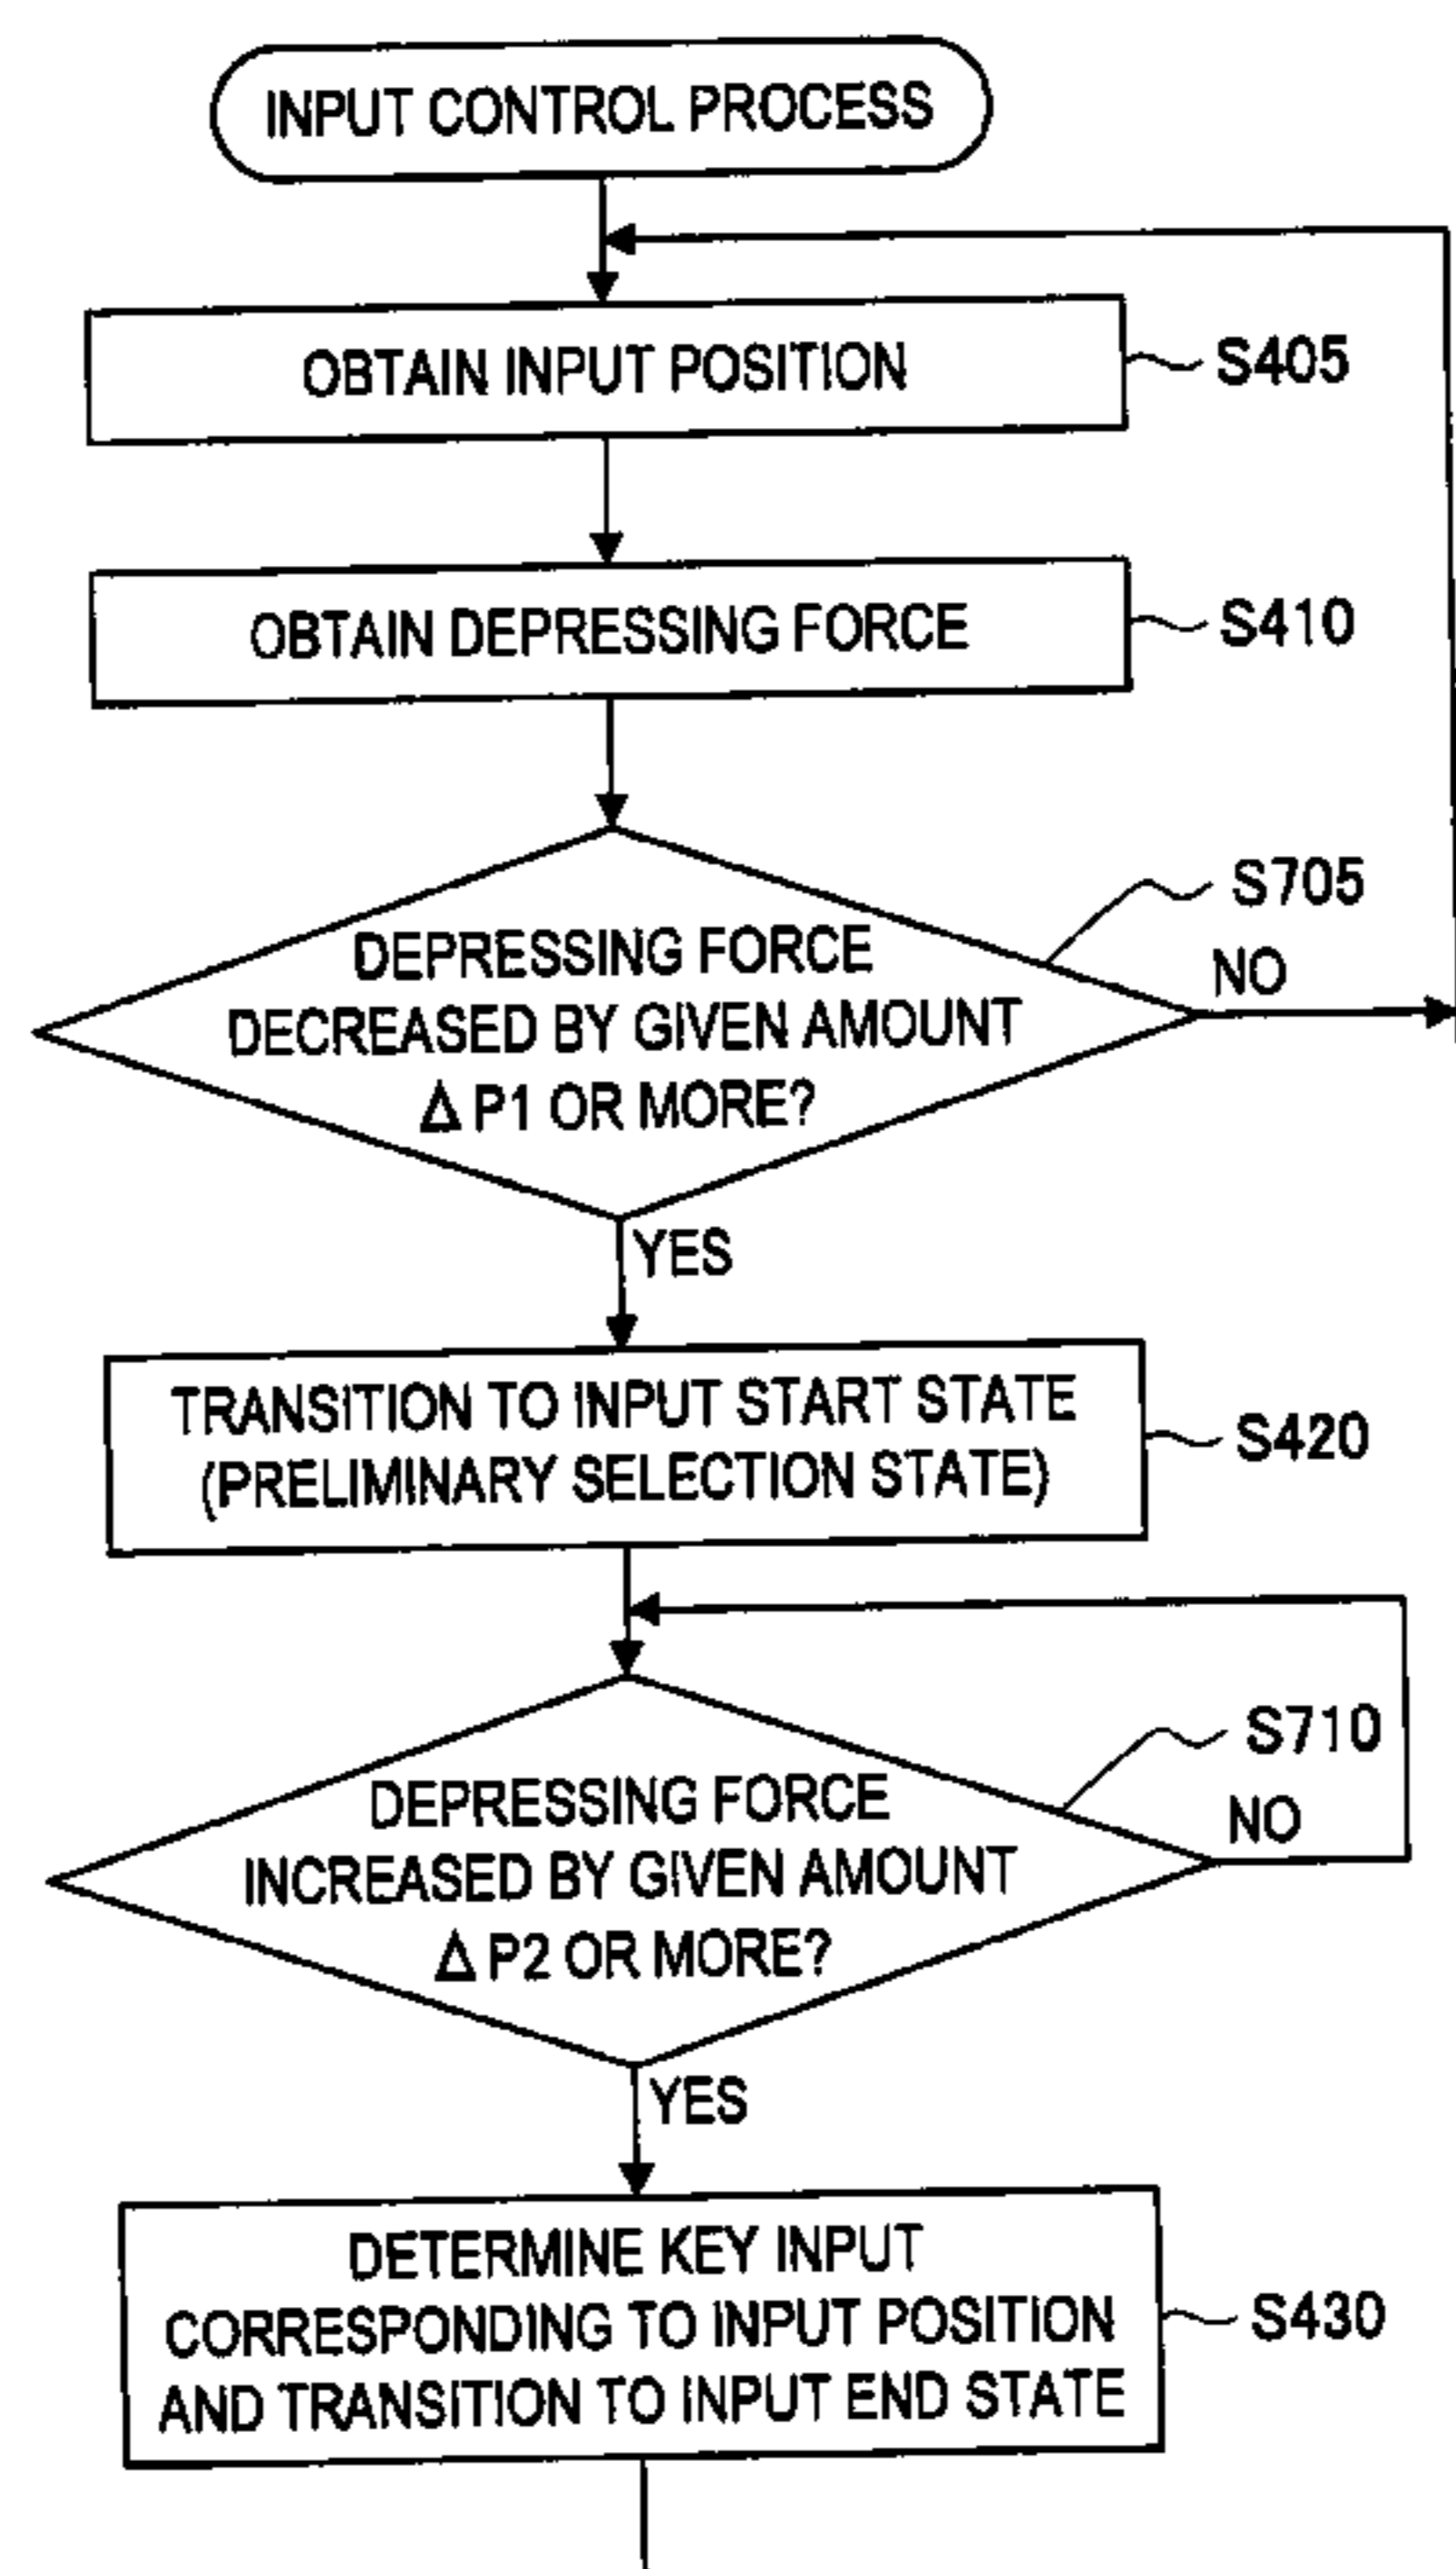 INPUT CONTROL PROCESS
OBTAIN INPUT POSITION
S405
OBTAIN DEPRESSING FORCE
S410
S705
DEPRESSING FORCE
DECREASED BY GIVEN AMOUNT
Δ P1 OR MORE?
NO
YES
TRANSITION TO INPUT START STATE
(PRELIMINARY SELECTION STATE)
S420
S710
DEPRESSING FORCE
INCREASED BY GIVEN AMOUNT
Δ P2 OR MORE?
NO
YES
DETERMINE KEY INPUT
CORRESPONDING TO INPUT POSITION
AND TRANSITION TO INPUT END STATE
S430